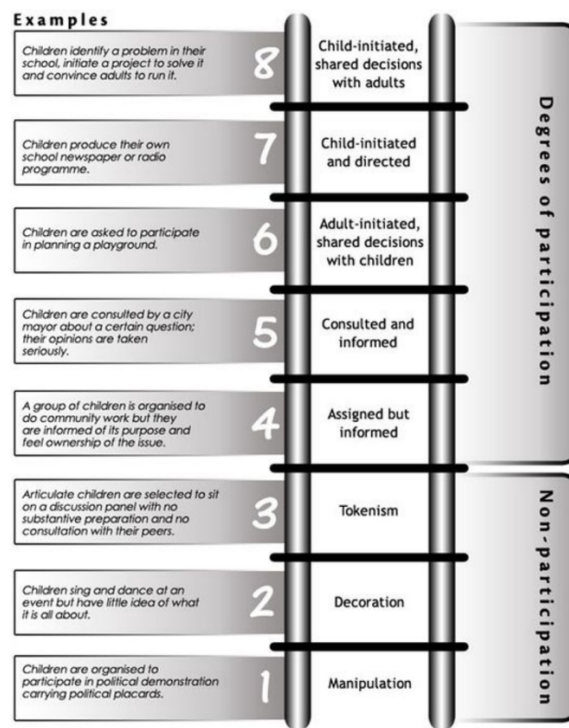 Examples
Children identify a problem in their
school, initiate a project to solve it
and convince adults to run it.
8
Child-initiated,
shared decisions
with adults
Children produce their own
school newspaper or radio
programme.
7
Child-initiated
and directed
Children are asked to participate
in planning a playground.
6
Adult-initiated,
shared decisions
with children
Children are consulted by a city
mayor about a certain question;
their opinions are taken
seriously.
5
Consulted and
informed
A group of children is organised to
do community work but they
are informed of its purpose and
feel ownership of the issue.
4
Assigned but
informed
Articulate children are selected to sit
on a discussion panel with no
substantive preparation and no
consultation with their peers.
3
Tokenism
Children sing and dance at an
event but have little idea of what
it is all about.
2
Decoration
Children are organised to
participate in political demonstration
carrying political placards.
1
Manipulation
Degrees of participation
Non-participation